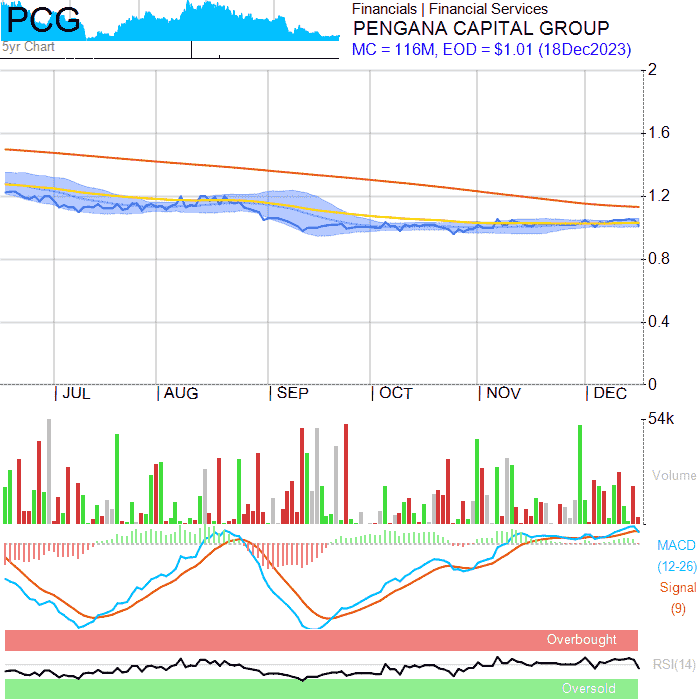 PCG
5yr Chart
Financials | Financial Services
PENGANA CAPITAL GROUP
MC = 116M, EOD = $1.01 (18Dec2023)
2
1.6
1.2
0.8
0.4
0
JUL AUG SEP OCT NOV DEC
54k
Volume
MACD
(12-26)
Signal
(9)
Overbought
RSI(14)
Oversold